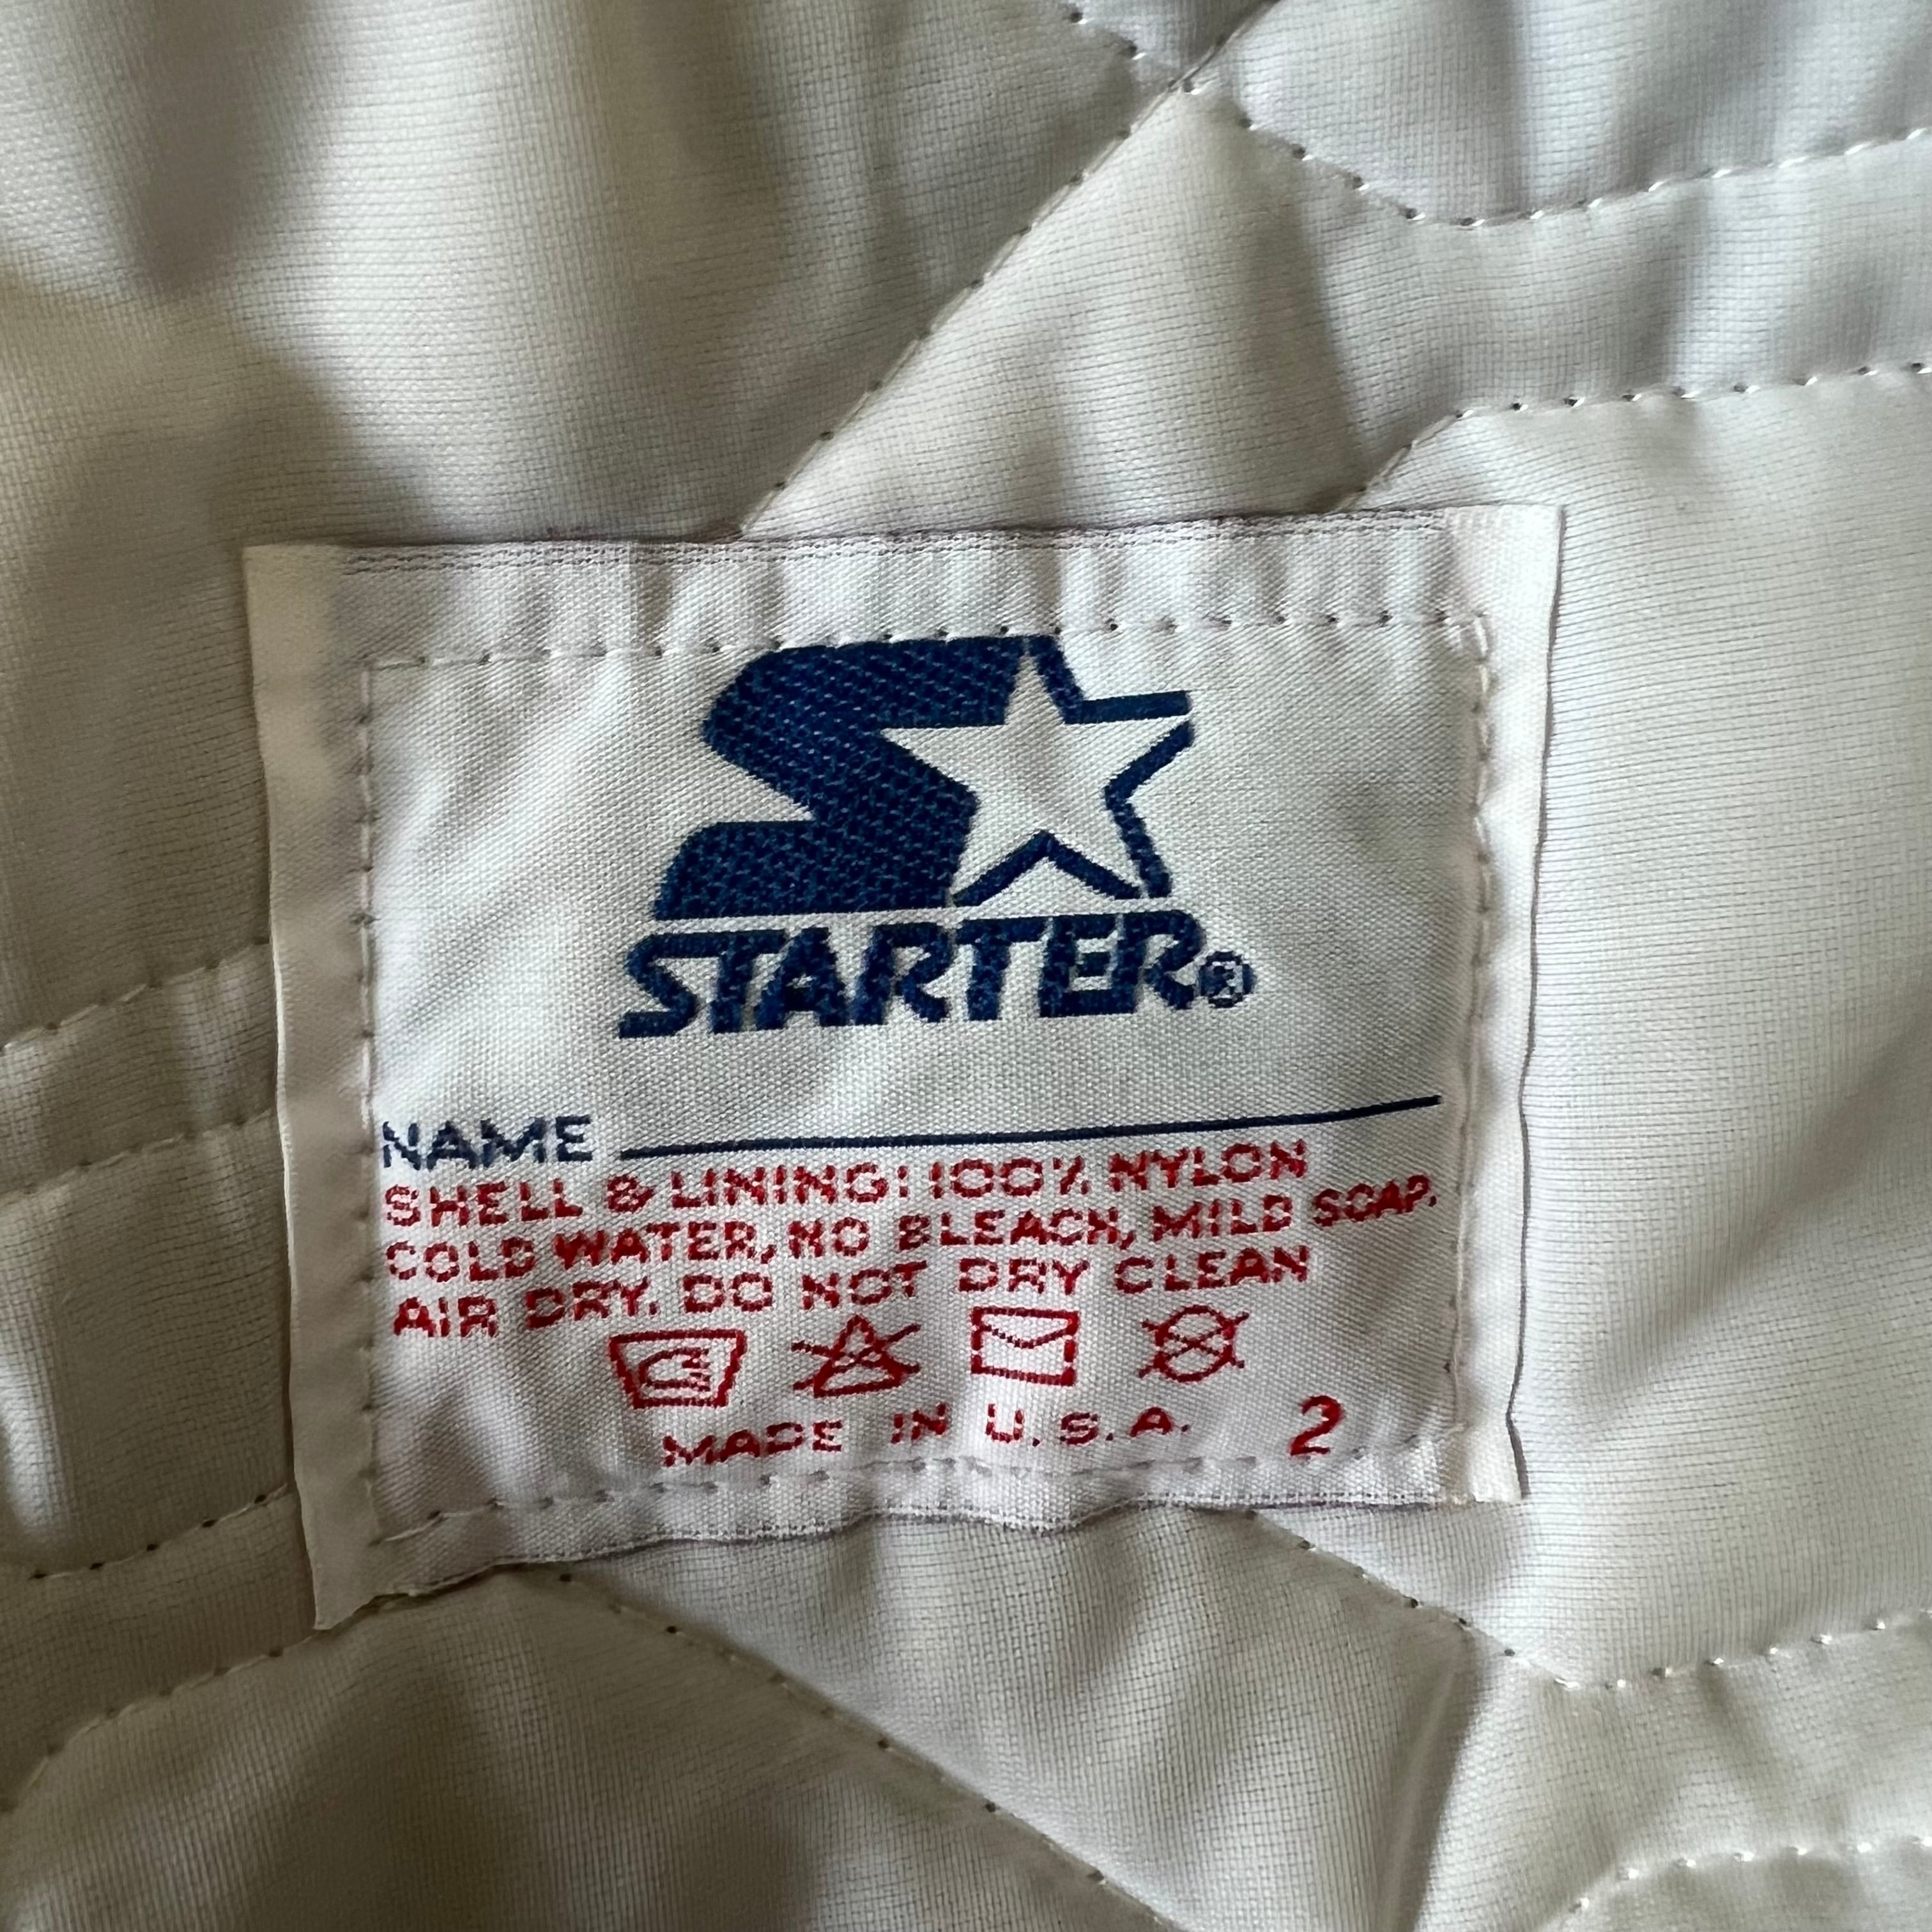 STARTER®
NAME
SHELL & LINING: 100% NYLON
COLD WATER, NO BLEACH, MILD SOAP.
AIR DRY. DO NOT DRY CLEAN
MADE IN U.S.A. 2